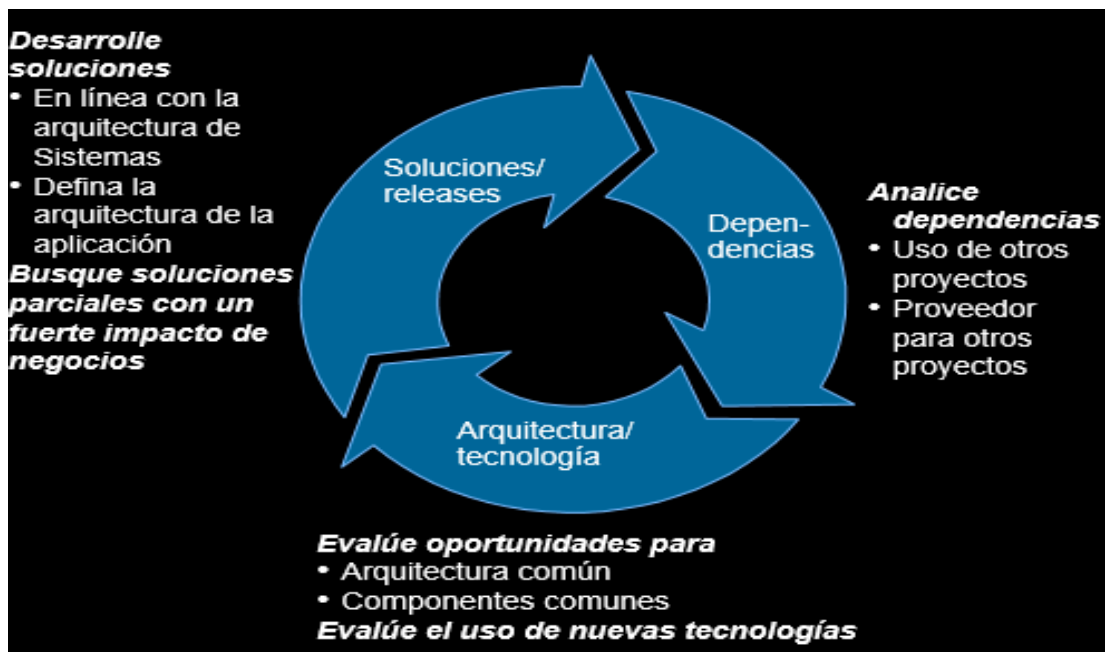 Desarrolle
soluciones
• En línea con la
arquitectura de
Sistemas
• Defina la
arquitectura de la
aplicación
Busque soluciones
parciales con un
fuerte impacto de
negocios
Soluciones/
releases
Depen-
dencias
Analice
dependencias
• Uso de otros
proyectos
• Proveedor
para otros
proyectos
Arquitectura/
tecnología
Evalúe oportunidades para
• Arquitectura común
• Componentes comunes
Evalúe el uso de nuevas tecnologías